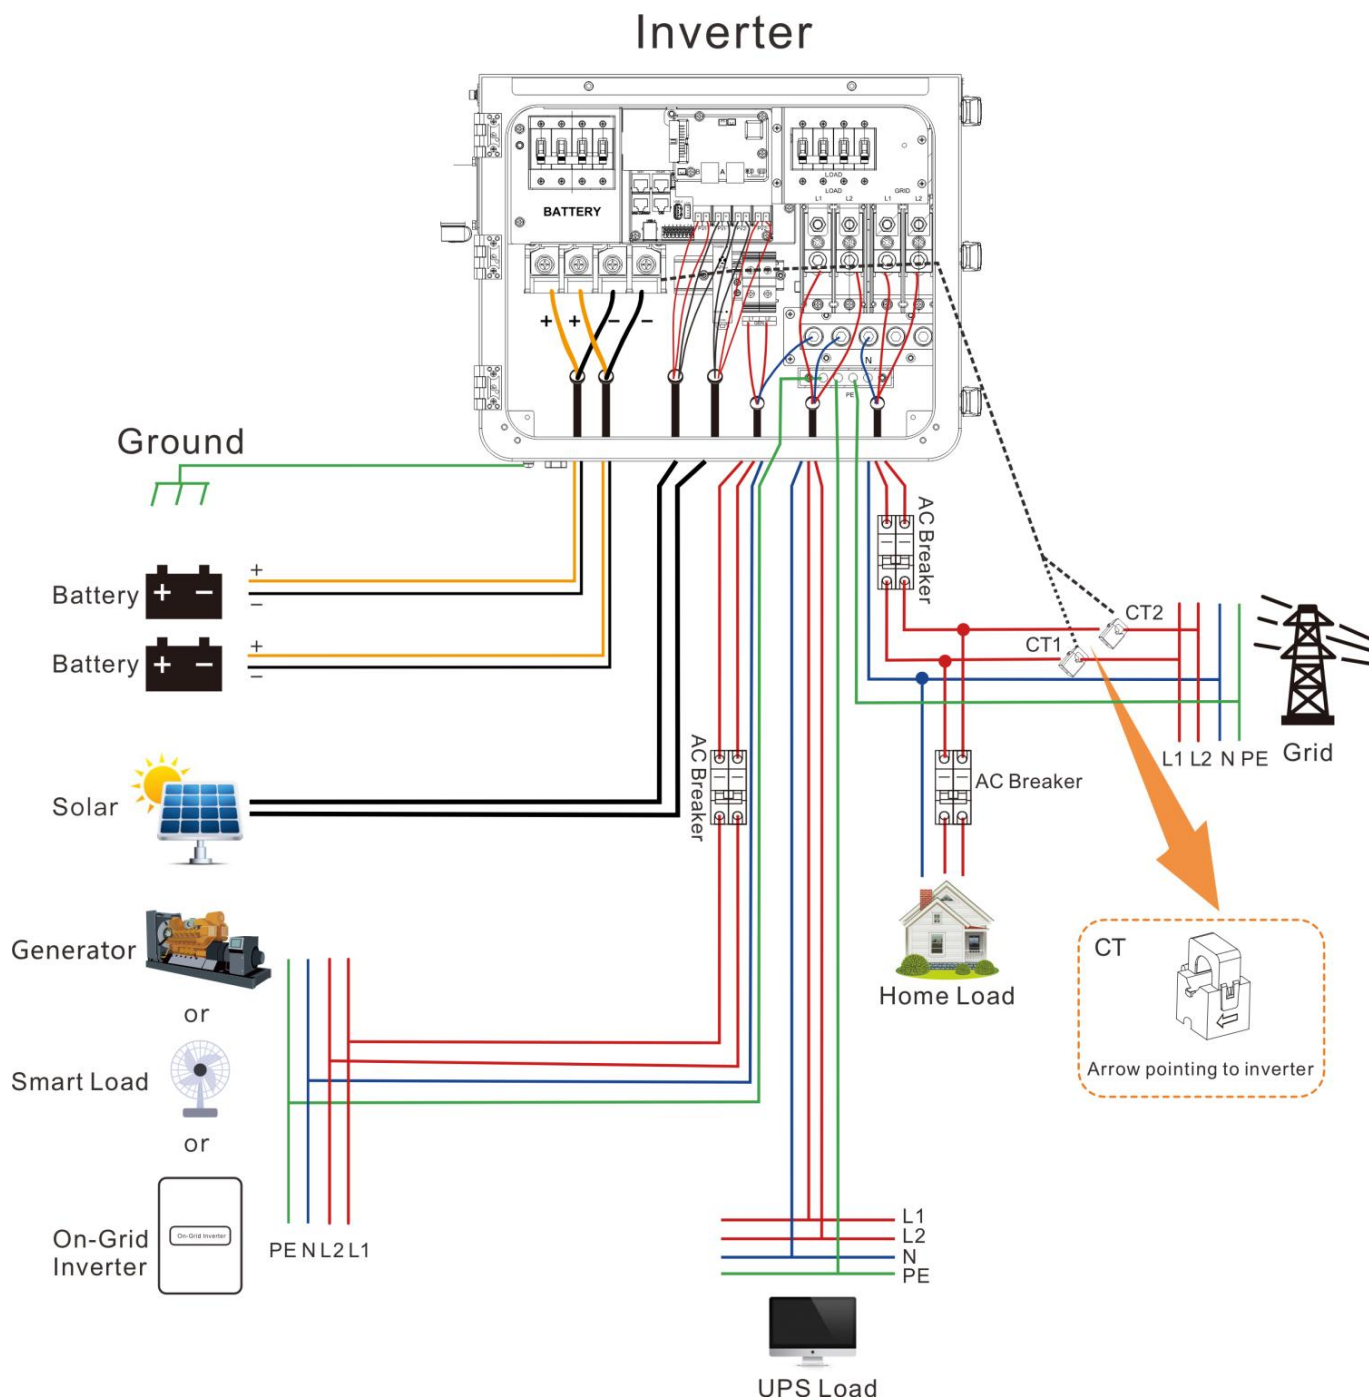 Inverter
BATTERY
B A
LOAD
LOAD
GRID
L1 L2 L1 L2
+ + − −
N
PE
Ground
AC Breaker
Battery
+ −
+
−
Battery
+ −
+
−
CT2
CT1
L1 L2 N PE
Grid
AC Breaker
AC Breaker
Solar
Generator
or
Smart Load
or
On-Grid
Inverter
On-Grid Inverter
PE N L2 L1
Home Load
CT
Arrow pointing to inverter
L1
L2
N
PE
UPS Load